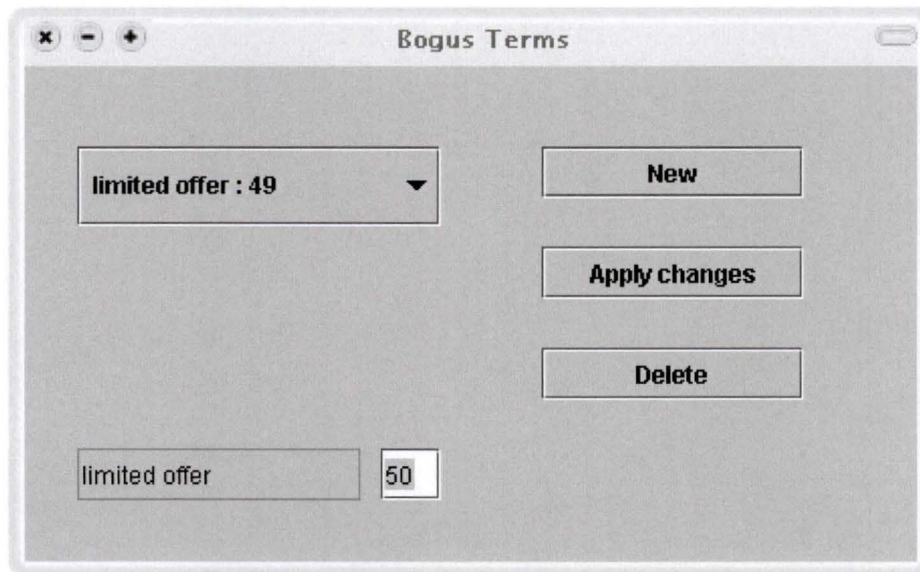 Bogus Terms
limited offer : 49
New
Apply changes
Delete
limited offer
50